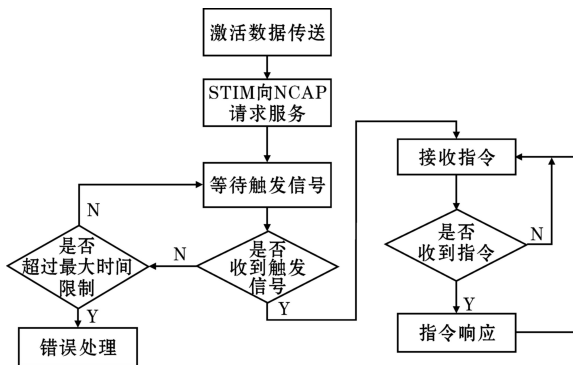 激活数据传送
STIM向NCAP
请求服务
等待触发信号
接收指令
N
是否
超过最大时间
限制
N
是否
收到触发
信号
是否
收到指令
N
Y
Y
Y
错误处理
指令响应